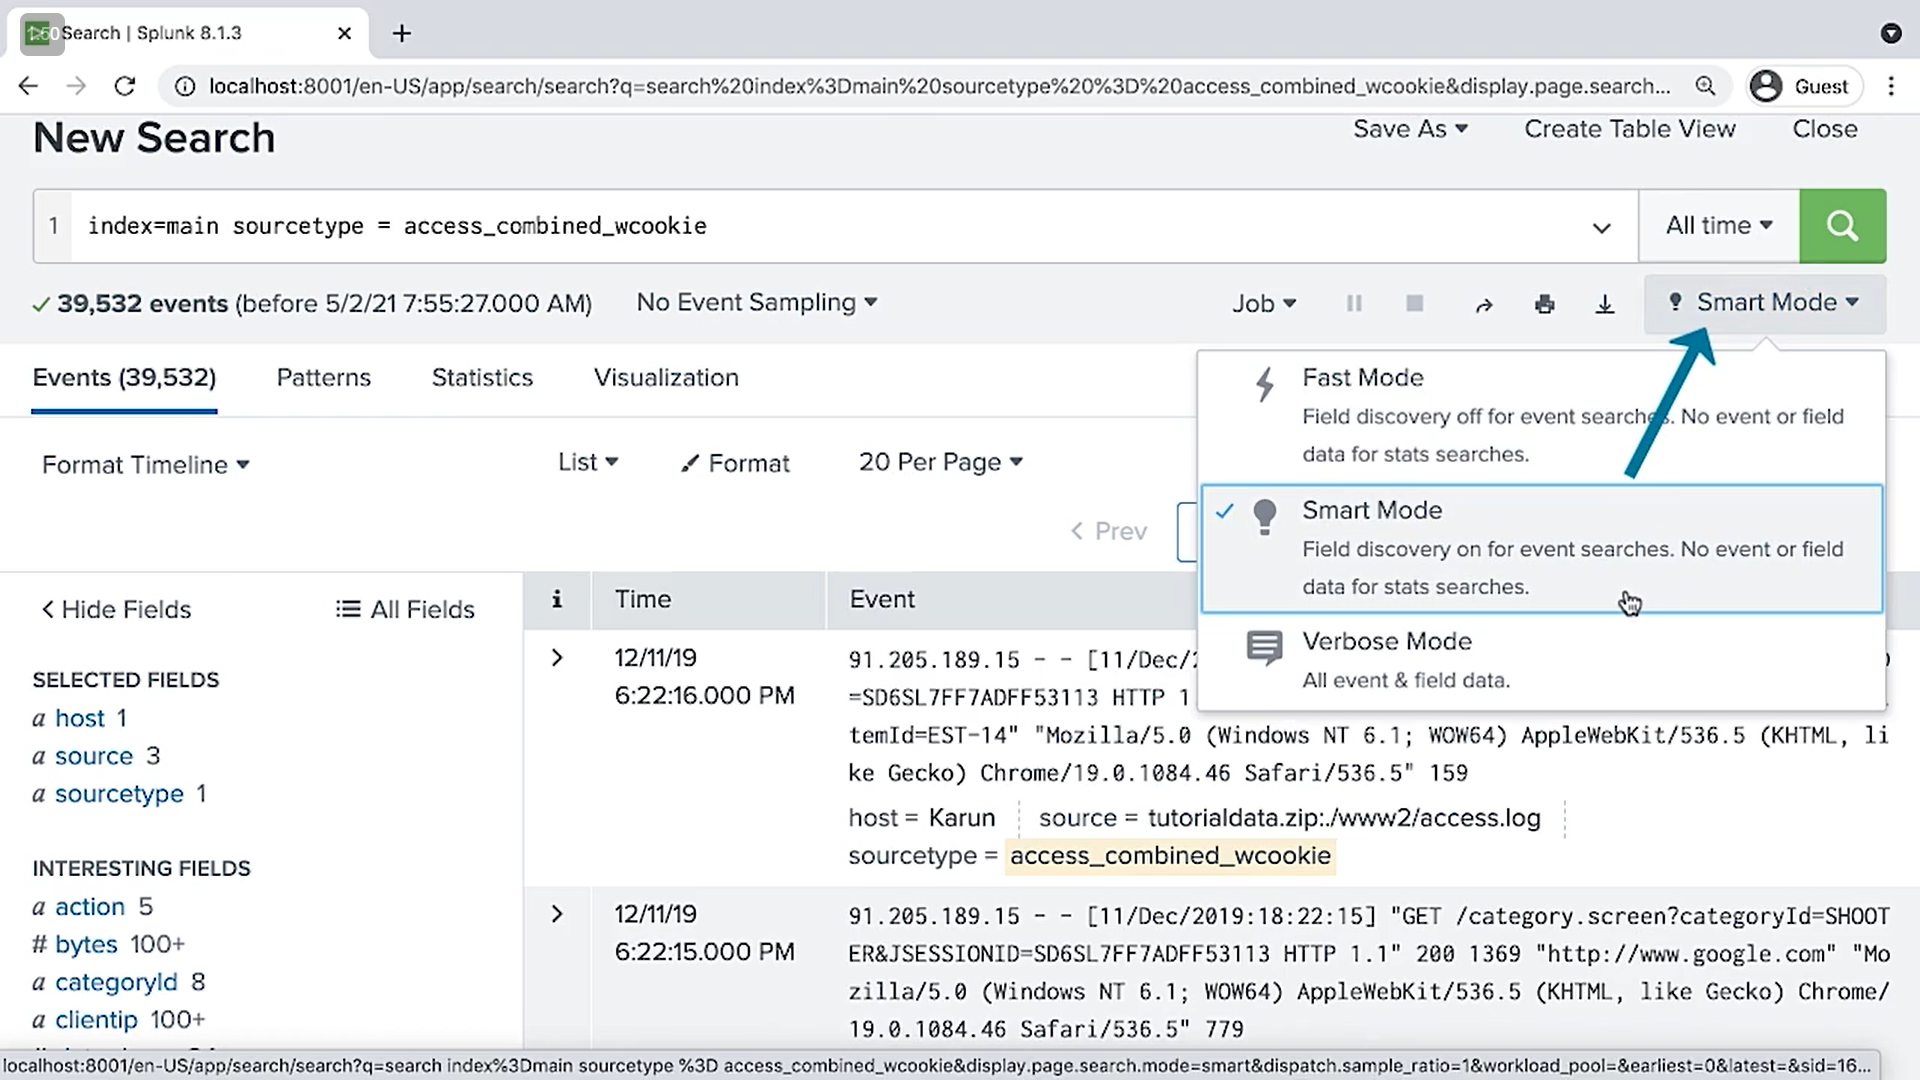 1.50
Search | Splunk 8.1.3
localhost:8001/en-US/app/search/search?q=search%20index%3Dmain%20sourcetype%20%3D%20access_combined_wcookie&display.page.search...
Guest
New Search
Save As
Create Table View
Close
1 index=main sourcetype = access_combined_wcookie
All time
39,532 events (before 5/2/21 7:55:27.000 AM)
No Event Sampling
Job
Smart Mode
Events (39,532)
Patterns
Statistics
Visualization
Fast Mode
Field discovery off for event searches. No event or field
data for stats searches.
Format Timeline
List
Format
20 Per Page
Smart Mode
Field discovery on for event searches. No event or field
data for stats searches.
Prev
Verbose Mode
All event & field data.
Hide Fields
All Fields
SELECTED FIELDS
a host 1
a source 3
a sourcetype 1
INTERESTING FIELDS
a action 5
# bytes 100+
a categoryId 8
a clientip 100+
i
Time
Event
12/11/19
6:22:16.000 PM
91.205.189.15 - - [11/Dec/
=SD6SL7FF7ADFF53113 HTTP 1
temId=EST-14" "Mozilla/5.0 (Windows NT 6.1; WOW64) AppleWebKit/536.5 (KHTML, li
ke Gecko) Chrome/19.0.1084.46 Safari/536.5" 159
host = Karun
source = tutorialdata.zip:./www2/access.log
sourcetype = access_combined_wcookie
12/11/19
6:22:15.000 PM
91.205.189.15 - - [11/Dec/2019:18:22:15] "GET /category.screen?categoryId=SHOOT
ER&JSESSIONID=SD6SL7FF7ADFF53113 HTTP 1.1" 200 1369 "http://www.google.com" "Mo
zilla/5.0 (Windows NT 6.1; WOW64) AppleWebKit/536.5 (KHTML, like Gecko) Chrome/
19.0.1084.46 Safari/536.5" 779
localhost:8001/en-US/app/search/search?q=search index%3Dmain sourcetype %3D access_combined_wcookie&display.page.search.mode=smart&dispatch.sample_ratio=1&workload_pool=&earliest=0&latest=&sid=16...